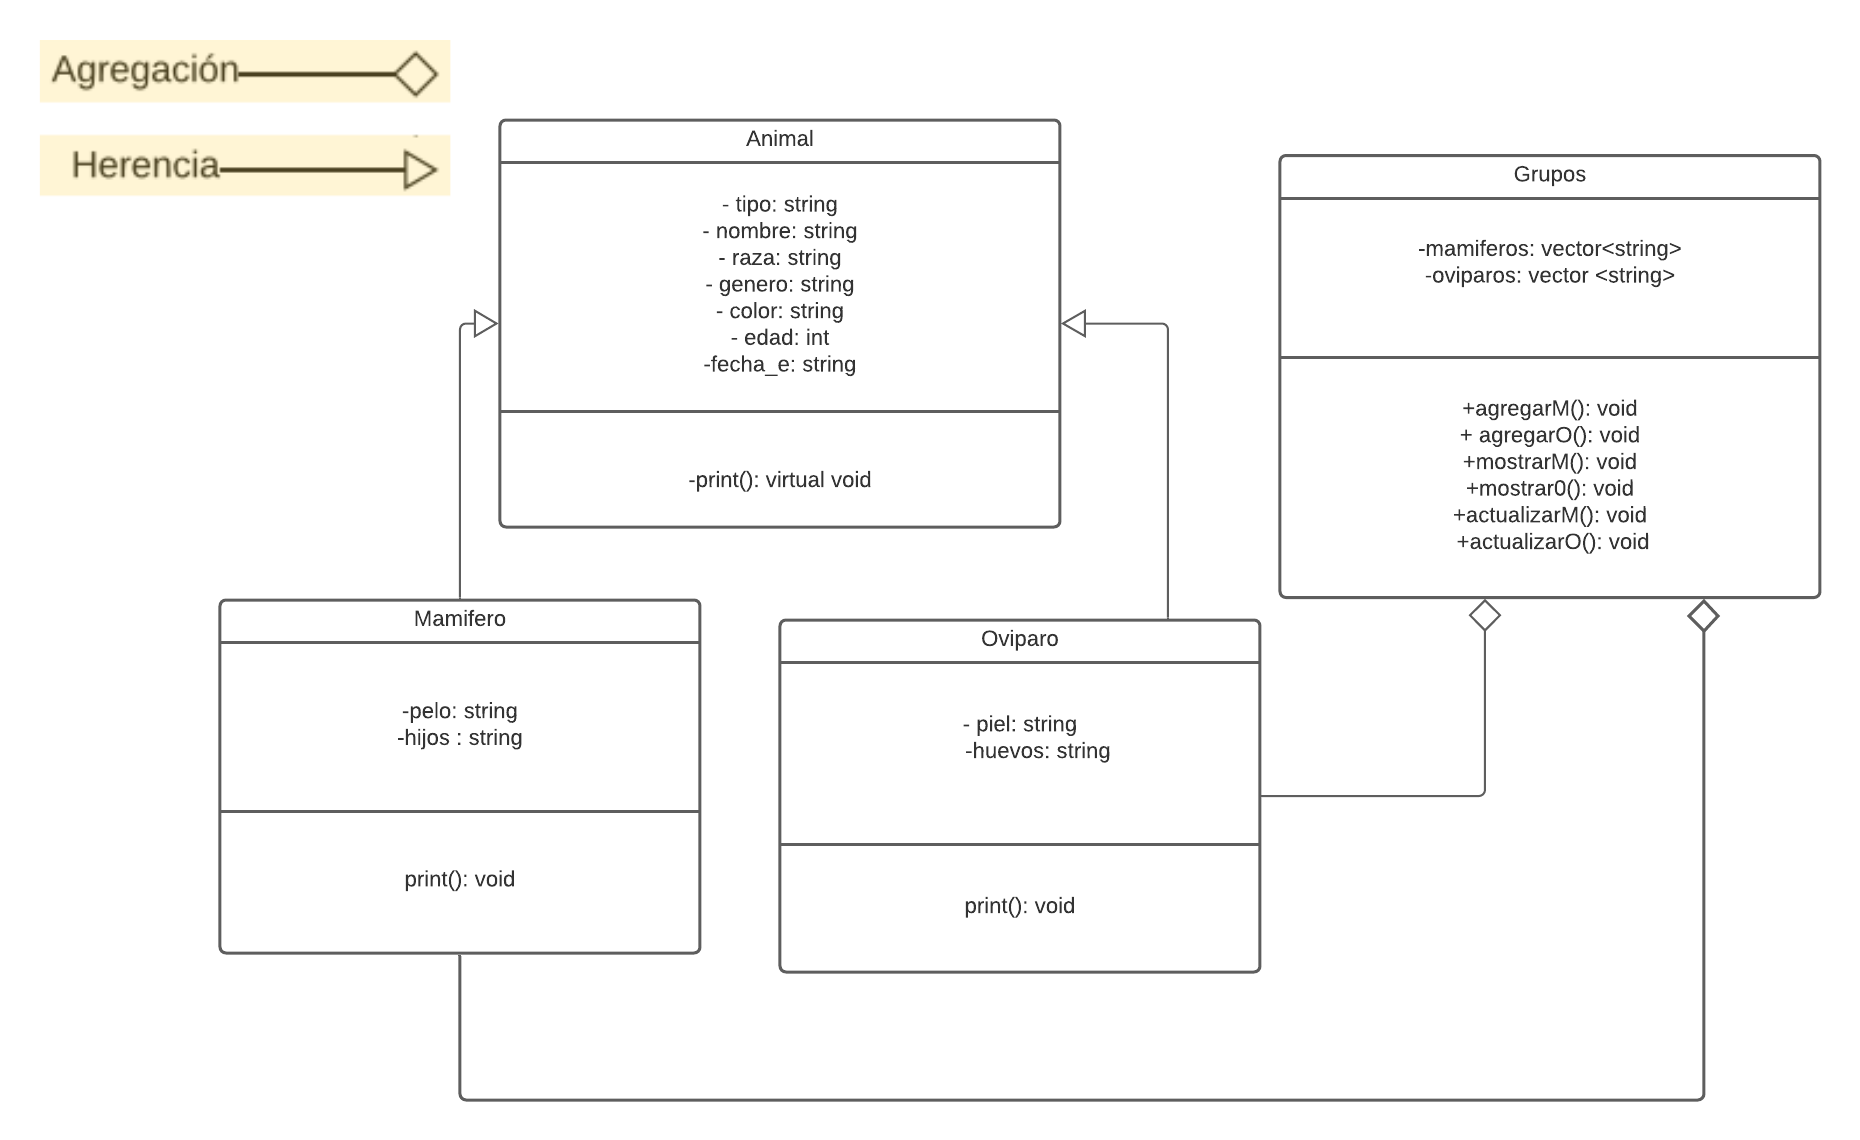 Agregación
Herencia
Animal
- tipo: string
- nombre: string
- raza: string
- genero: string
- color: string
- edad: int
-fecha_e: string
-print(): virtual void
Grupos
-mamiferos: vector<string>
-oviparos: vector <string>
+agregarM(): void
+ agregarO(): void
+mostrarM(): void
+mostrar0(): void
+actualizarM(): void
+actualizarO(): void
Mamifero
-pelo: string
-hijos : string
print(): void
Oviparo
- piel: string
-huevos: string
print(): void